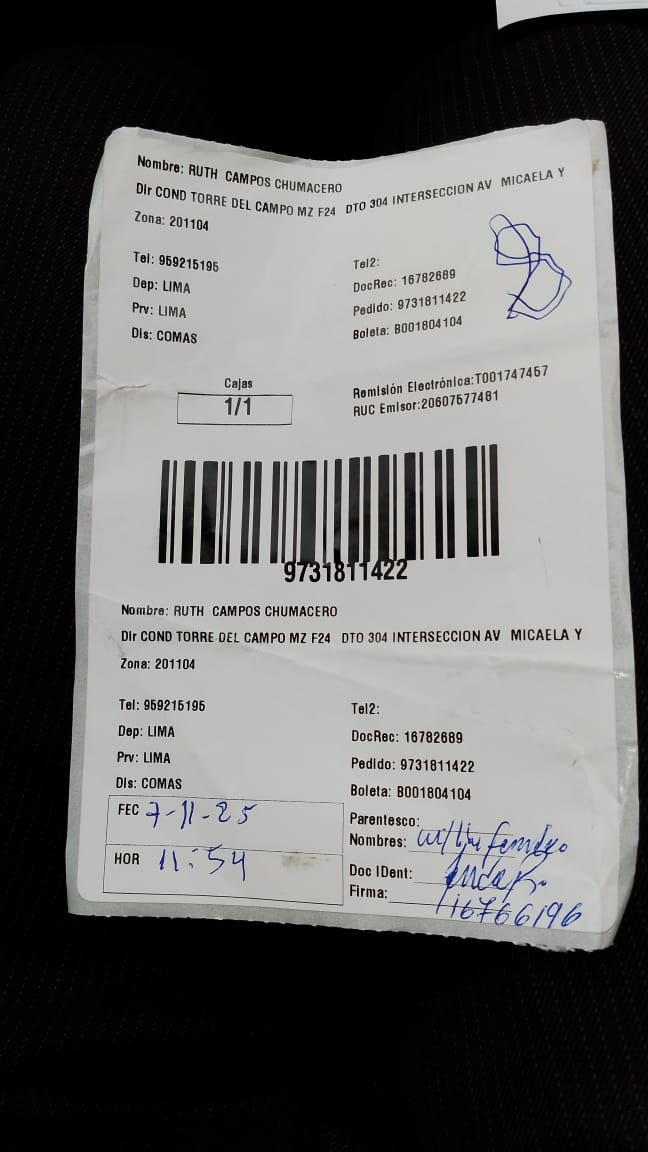 Nombre: RUTH CAMPOS CHUMACERO
Dir COND TORRE DEL CAMPO MZ F24 DTO 304 INTERSECCION AV MICAELA Y
Zona: 201104
Tel: 959215195 Tel2:
Dep: LIMA DocRec: 16782689
Prv: LIMA Pedido: 9731811422
Dis: COMAS Boleta: B001804104
Cajas
1/1
Remisión Electrónica:T001747457
RUC Emisor:20607577481
9731811422
Nombre: RUTH CAMPOS CHUMACERO
Dir COND TORRE DEL CAMPO MZ F24 DTO 304 INTERSECCION AV MICAELA Y
Zona: 201104
Tel: 959215195 Tel2:
Dep: LIMA DocRec: 16782689
Prv: LIMA Pedido: 9731811422
Dis: COMAS Boleta: B001804104
FEC 7-11-25
HOR 11:54
Parentesco:
Nombres:
Doc IDent:
Firma: 16766196